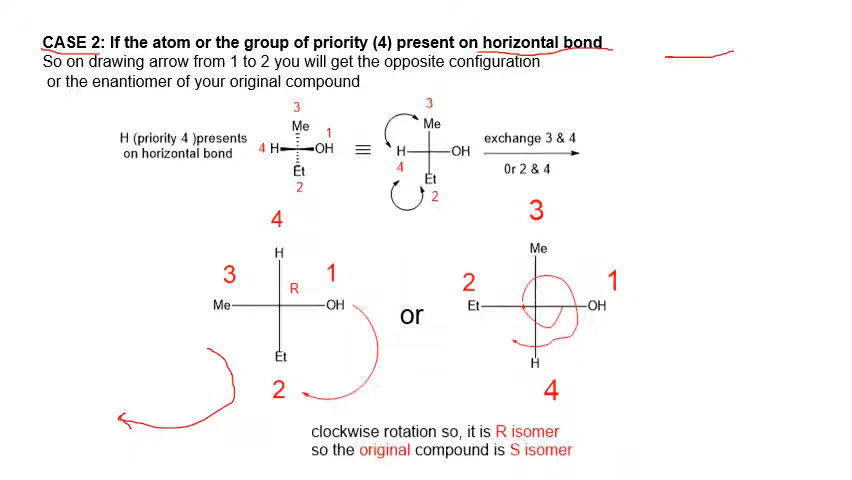 CASE 2: If the atom or the group of priority (4) present on horizontal bond
So on drawing arrow from 1 to 2 you will get the opposite configuration
or the enantiomer of your original compound
3
3
Me
1
Me
H (priority 4 )presents
on horizontal bond
4 H
OH
H
OH
exchange 3 & 4
Et
4
Et
0r 2 & 4
2
2
4
3
H
Me
3
1
2
1
R
Me
OH
Et
OH
or
Et
H
2
4
clockwise rotation so, it is R isomer
so the original compound is S isomer